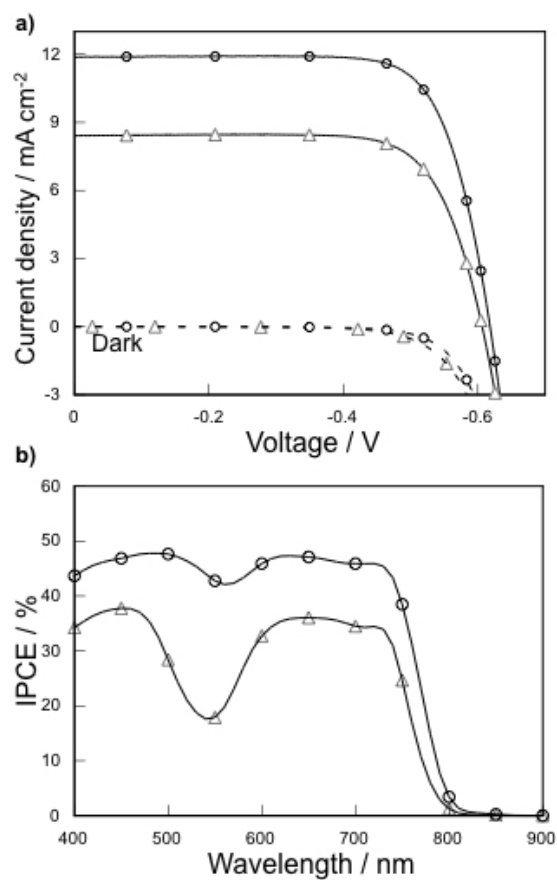 a)
12
9
6
3
0
-3
Current density / mA cm-2
Dark
0 -0.2 -0.4 -0.6
Voltage / V
b)
60
50
40
30
20
10
0
IPCE / %
400 500 600 700 800 900
Wavelength / nm